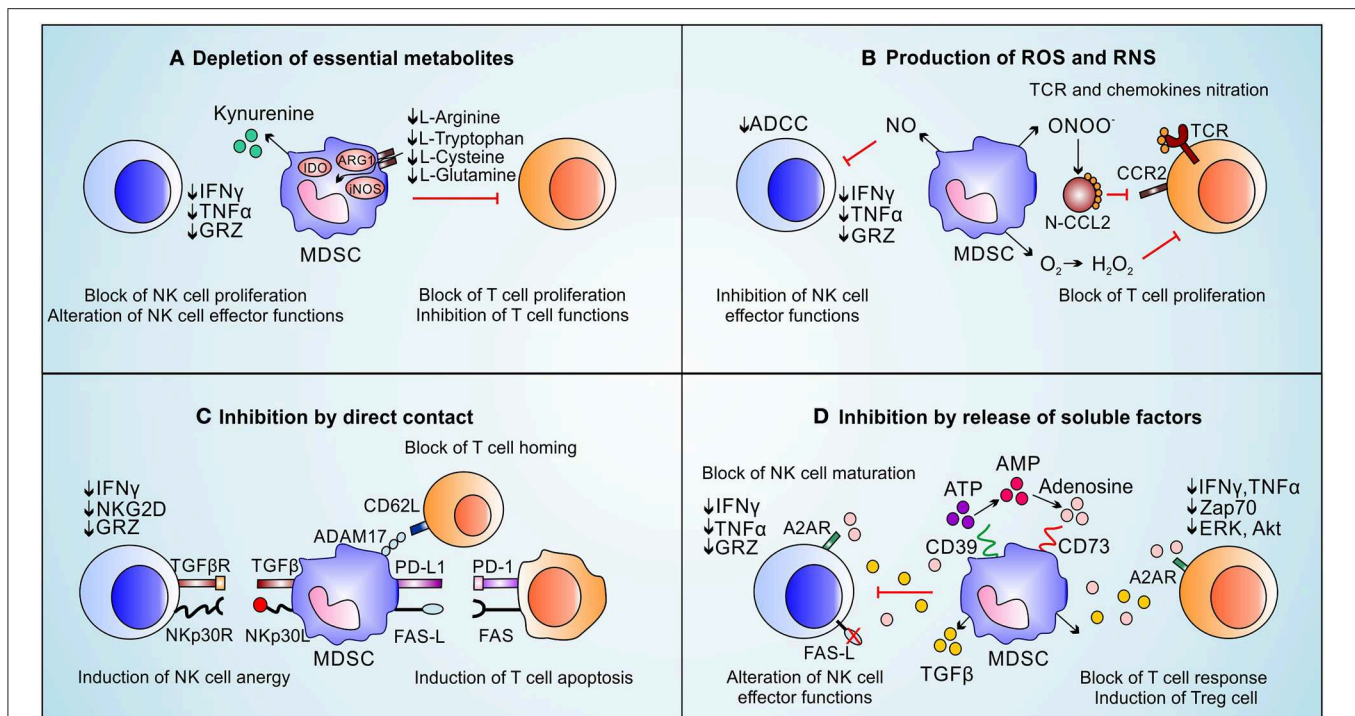 A Depletion of essential metabolites
Kynurenine
↓L-Arginine
↓L-Tryptophan
↓L-Cysteine
↓L-Glutamine
IDO
ARG1
iNOS
↓IFNγ
↓TNFα
↓GRZ
MDSC
Block of NK cell proliferation
Alteration of NK cell effector functions
Block of T cell proliferation
Inhibition of T cell functions
B Production of ROS and RNS
TCR and chemokines nitration
↓ADCC
NO
ONOO⁻
TCR
CCR2
↓IFNγ
↓TNFα
↓GRZ
N-CCL2
MDSC
O₂
H₂O₂
Inhibition of NK cell
effector functions
Block of T cell proliferation
C Inhibition by direct contact
Block of T cell homing
↓IFNγ
↓NKG2D
↓GRZ
CD62L
ADAM17
TGFβR
TGFβ
PD-L1
PD-1
NKp30R
NKp30L
FAS-L
FAS
MDSC
Induction of NK cell anergy
Induction of T cell apoptosis
D Inhibition by release of soluble factors
Block of NK cell maturation
AMP
ATP
Adenosine
↓IFNγ
↓TNFα
↓GRZ
A2AR
CD39
CD73
↓IFNγ,TNFα
↓Zap70
↓ERK, Akt
A2AR
FAS-L
TGFβ
MDSC
Alteration of NK cell
effector functions
Block of T cell response
Induction of Treg cell